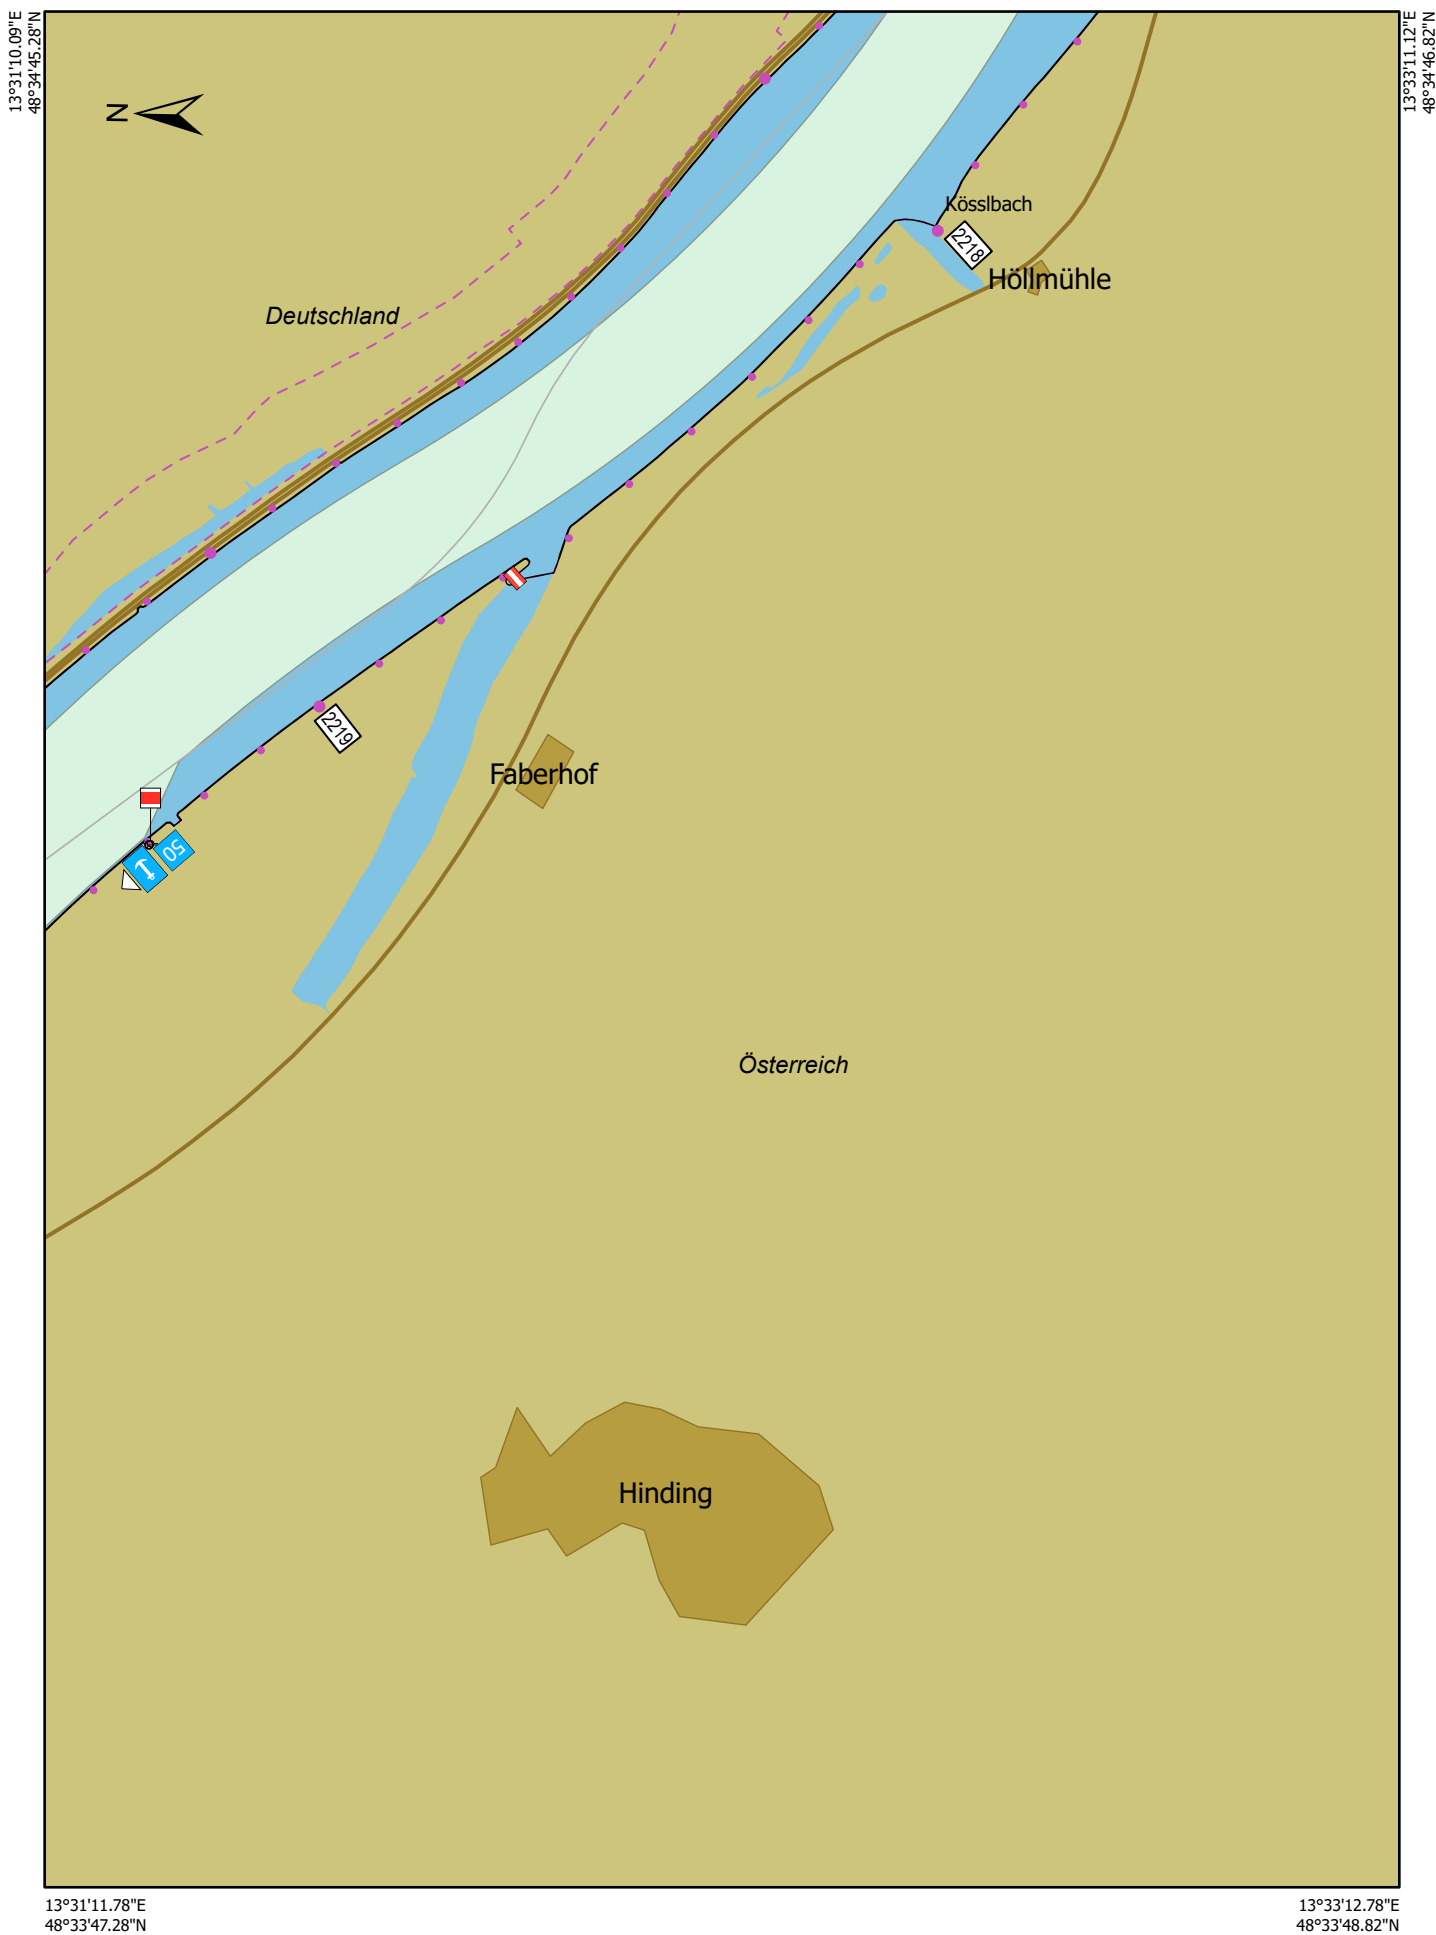 13°31'10.09"E
48°34'45.28"N
13°33'11.12"E
48°34'46.82"N
N
Kösslbach
2218
Höllmühle
Deutschland
2219
Faberhof
50
Österreich
Hinding
13°31'11.78"E
48°33'47.28"N
13°33'12.78"E
48°33'48.82"N